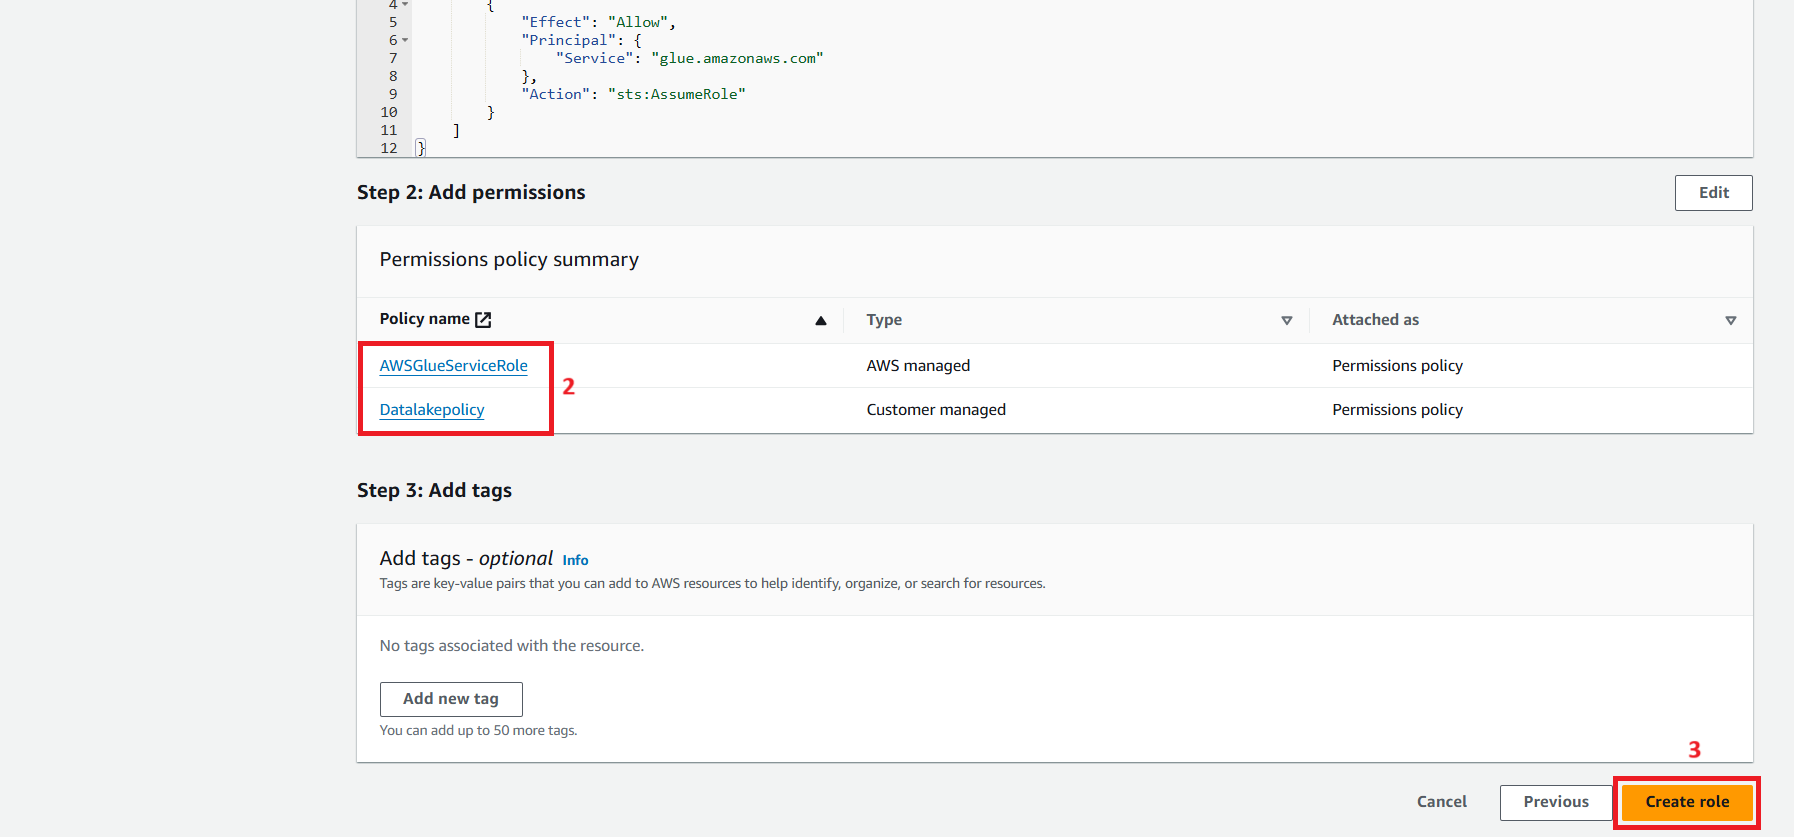 4 {
5 "Effect": "Allow",
6 "Principal": {
7 "Service": "glue.amazonaws.com"
8 },
9 "Action": "sts:AssumeRole"
10 }
11 ]
12 }
Step 2: Add permissions
Edit
Permissions policy summary
Policy name Type Attached as
AWSGlueServiceRole AWS managed Permissions policy
2
Datalakepolicy Customer managed Permissions policy
Step 3: Add tags
Add tags - optional Info
Tags are key-value pairs that you can add to AWS resources to help identify, organize, or search for resources.
No tags associated with the resource.
Add new tag
You can add up to 50 more tags.
3
Cancel Previous Create role